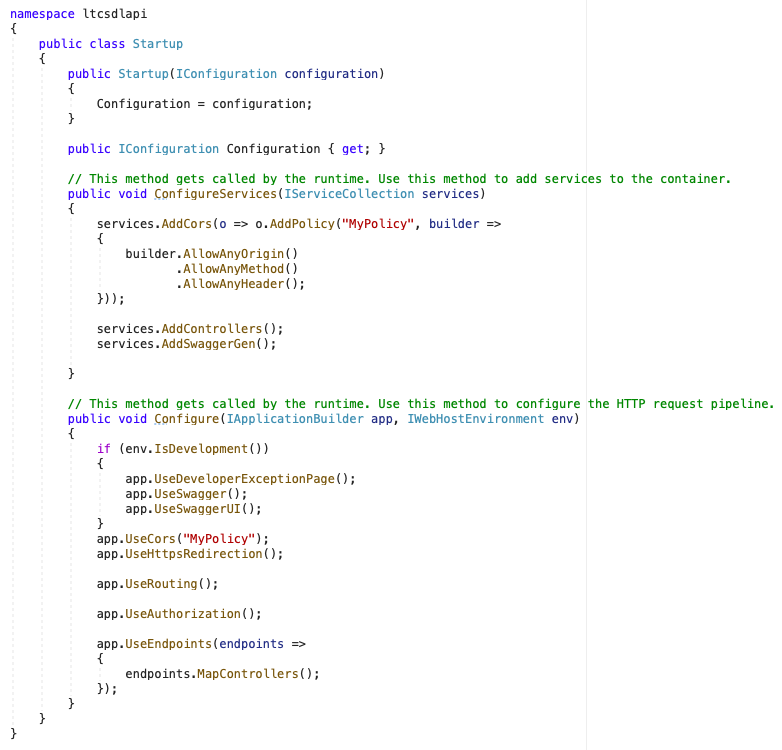 namespace ltcsdlapi
{
    public class Startup
    {
        public Startup(IConfiguration configuration)
        {
            Configuration = configuration;
        }

        public IConfiguration Configuration { get; }

        // This method gets called by the runtime. Use this method to add services to the container.
        public void ConfigureServices(IServiceCollection services)
        {
            services.AddCors(o => o.AddPolicy("MyPolicy", builder =>
            {
                builder.AllowAnyOrigin()
                       .AllowAnyMethod()
                       .AllowAnyHeader();
            }));

            services.AddControllers();
            services.AddSwaggerGen();

        }

        // This method gets called by the runtime. Use this method to configure the HTTP request pipeline.
        public void Configure(IApplicationBuilder app, IWebHostEnvironment env)
        {
            if (env.IsDevelopment())
            {
                app.UseDeveloperExceptionPage();
                app.UseSwagger();
                app.UseSwaggerUI();
            }
            app.UseCors("MyPolicy");
            app.UseHttpsRedirection();

            app.UseRouting();

            app.UseAuthorization();

            app.UseEndpoints(endpoints =>
            {
                endpoints.MapControllers();
            });
        }
    }
}